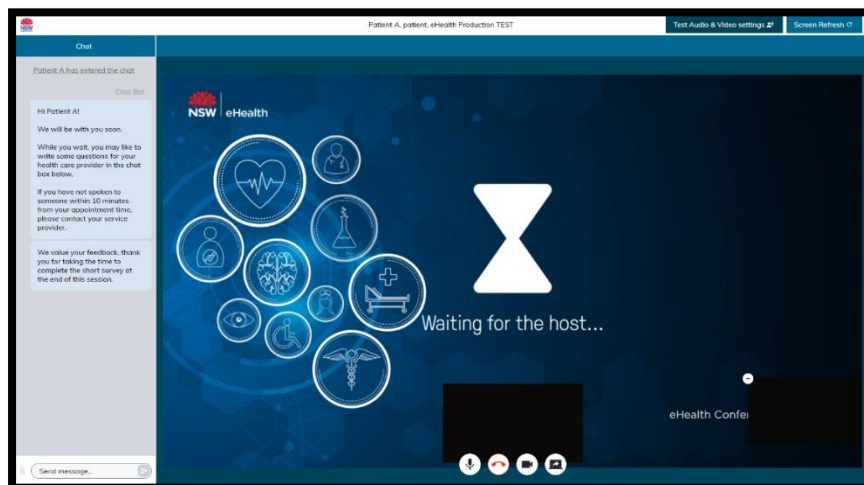 NSW
Patient A, patient, eHealth Production TEST
Test Audio & Video settings
Screen Refresh
Chat
Patient A has entered the chat
Chat Bot
Hi Patient A!
We will be with you soon.
While you wait, you may like to
write some questions for your
health care provider in the chat
box below.
If you have not spoken to
someone within 10 minutes
from your appointment time,
please contact your service
provider.
We value your feedback, thank
you for taking the time to
complete the short survey at
the end of this session.
Send message...
NSW eHealth
Waiting for the host...
eHealth